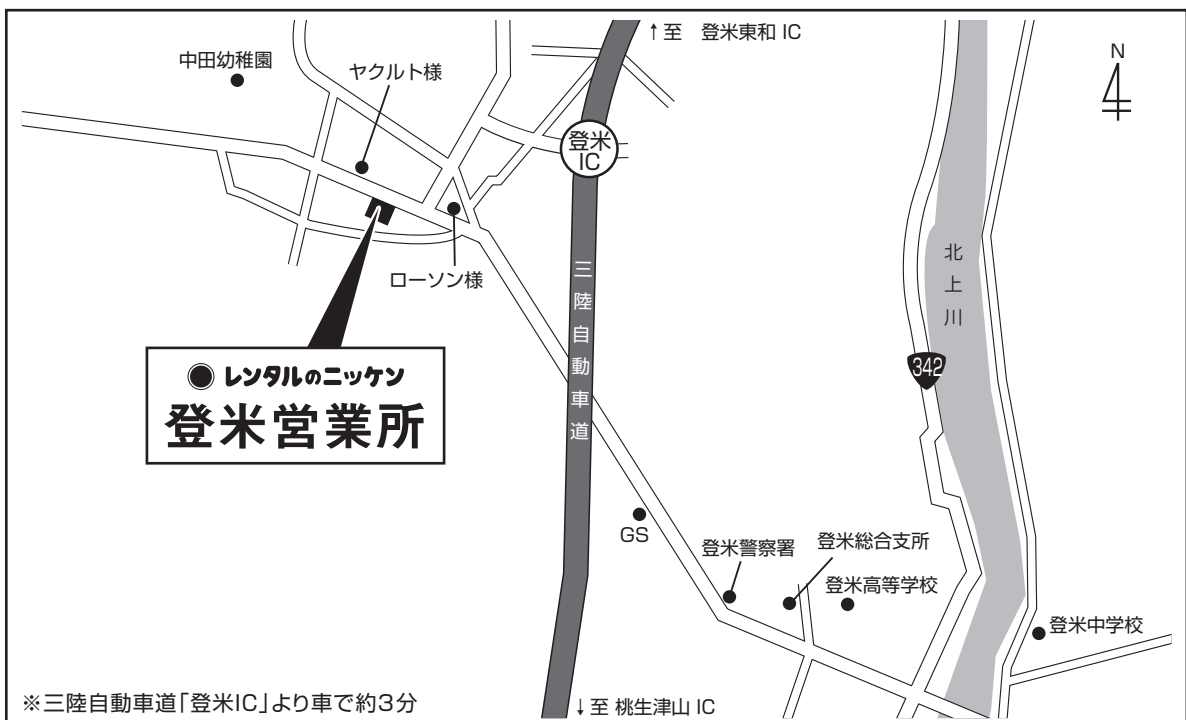 ↑至 登米東和 IC
N
中田幼稚園
ヤクルト様
登米
IC
ローソン様
北上川
三陸自動車道
342
レンタルのニッケン
登米営業所
GS
登米警察署
登米総合支所
登米高等学校
登米中学校
※三陸自動車道「登米IC」より車で約3分
↓至 桃生津山 IC